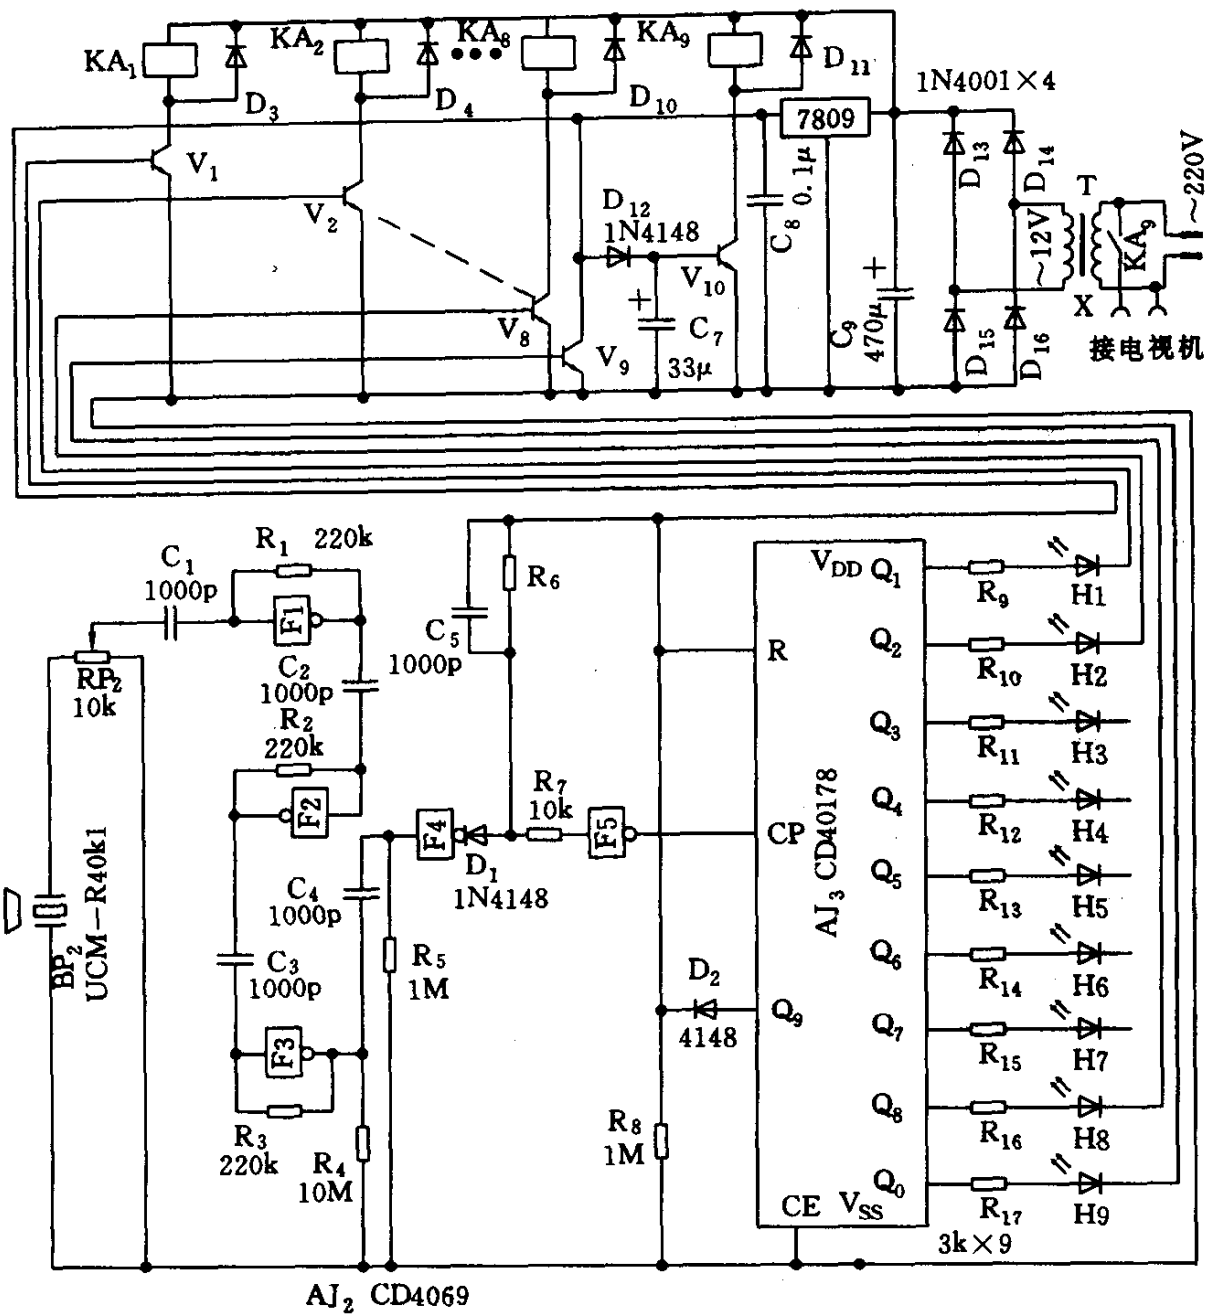 KA₁
KA₂
KA₈
KA₉
D₃
D₄
D₁₀
D₁₁
1N4001×4
7809
V₁
V₂
D₁₂
1N4148
V₁₀
C₈ 0.1μ
D₁₃
D₁₄
T
~12V
KA₉
~220V
V₈
V₉
C₇
33μ
C₉
470μ
D₁₅
D₁₆
X
接电视机
R₁ 220k
C₁
1000p
F1
RP₂
10k
C₂
1000p
R₂
220k
F2
C₅
1000p
R₆
R₇
10k
F4
F5
D₁
1N4148
C₄
1000p
C₃
1000p
R₅
1M
BP₂
UCM-R40k1
F3
R₃
220k
R₄
10M
D₂
4148
R₈
1M
V_DD
R
CP
AJ₃ CD40178
Q₁
Q₂
Q₃
Q₄
Q₅
Q₆
Q₉
Q₇
Q₈
Q₀
CE V_SS
R₉
H1
R₁₀
H2
R₁₁
H3
R₁₂
H4
R₁₃
H5
R₁₄
H6
R₁₅
H7
R₁₆
H8
R₁₇
H9
3k×9
AJ₂ CD4069